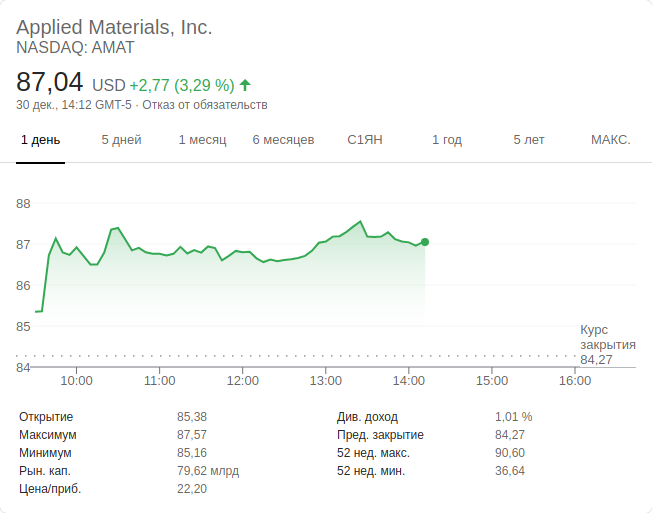 Applied Materials, Inc.
NASDAQ: AMAT
87,04 USD +2,77 (3,29 %)
30 дек., 14:12 GMT-5 · Отказ от обязательств
1 день 5 дней 1 месяц 6 месяцев С1ЯН 1 год 5 лет МАКС.
88
87
86
85
Курс
закрытия
84,27
84
10:00 11:00 12:00 13:00 14:00 15:00 16:00
Открытие 85,38 Див. доход 1,01 %
Максимум 87,57 Пред. закрытие 84,27
Минимум 85,16 52 нед. макс. 90,60
Рын. кап. 79,62 млрд 52 нед. мин. 36,64
Цена/приб. 22,20